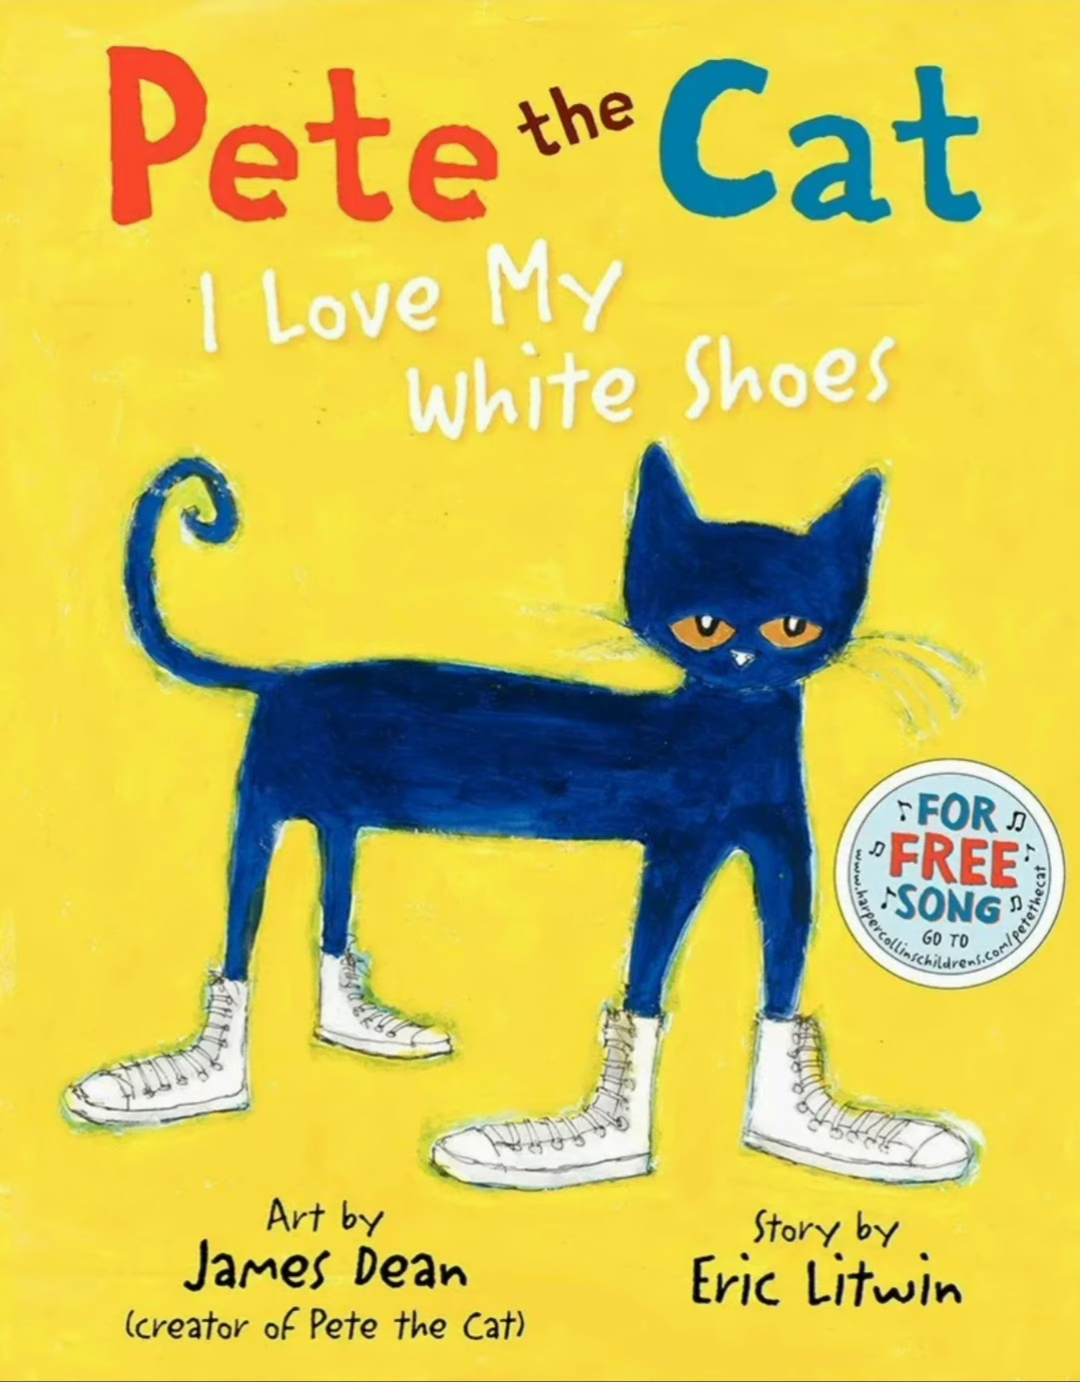 Pete the Cat
I Love My
White Shoes
FOR
FREE
SONG
GO TO
www.harpercollinschildrens.com/petethecat
Art by
James Dean
(creator of Pete the Cat)
Story by
Eric Litwin